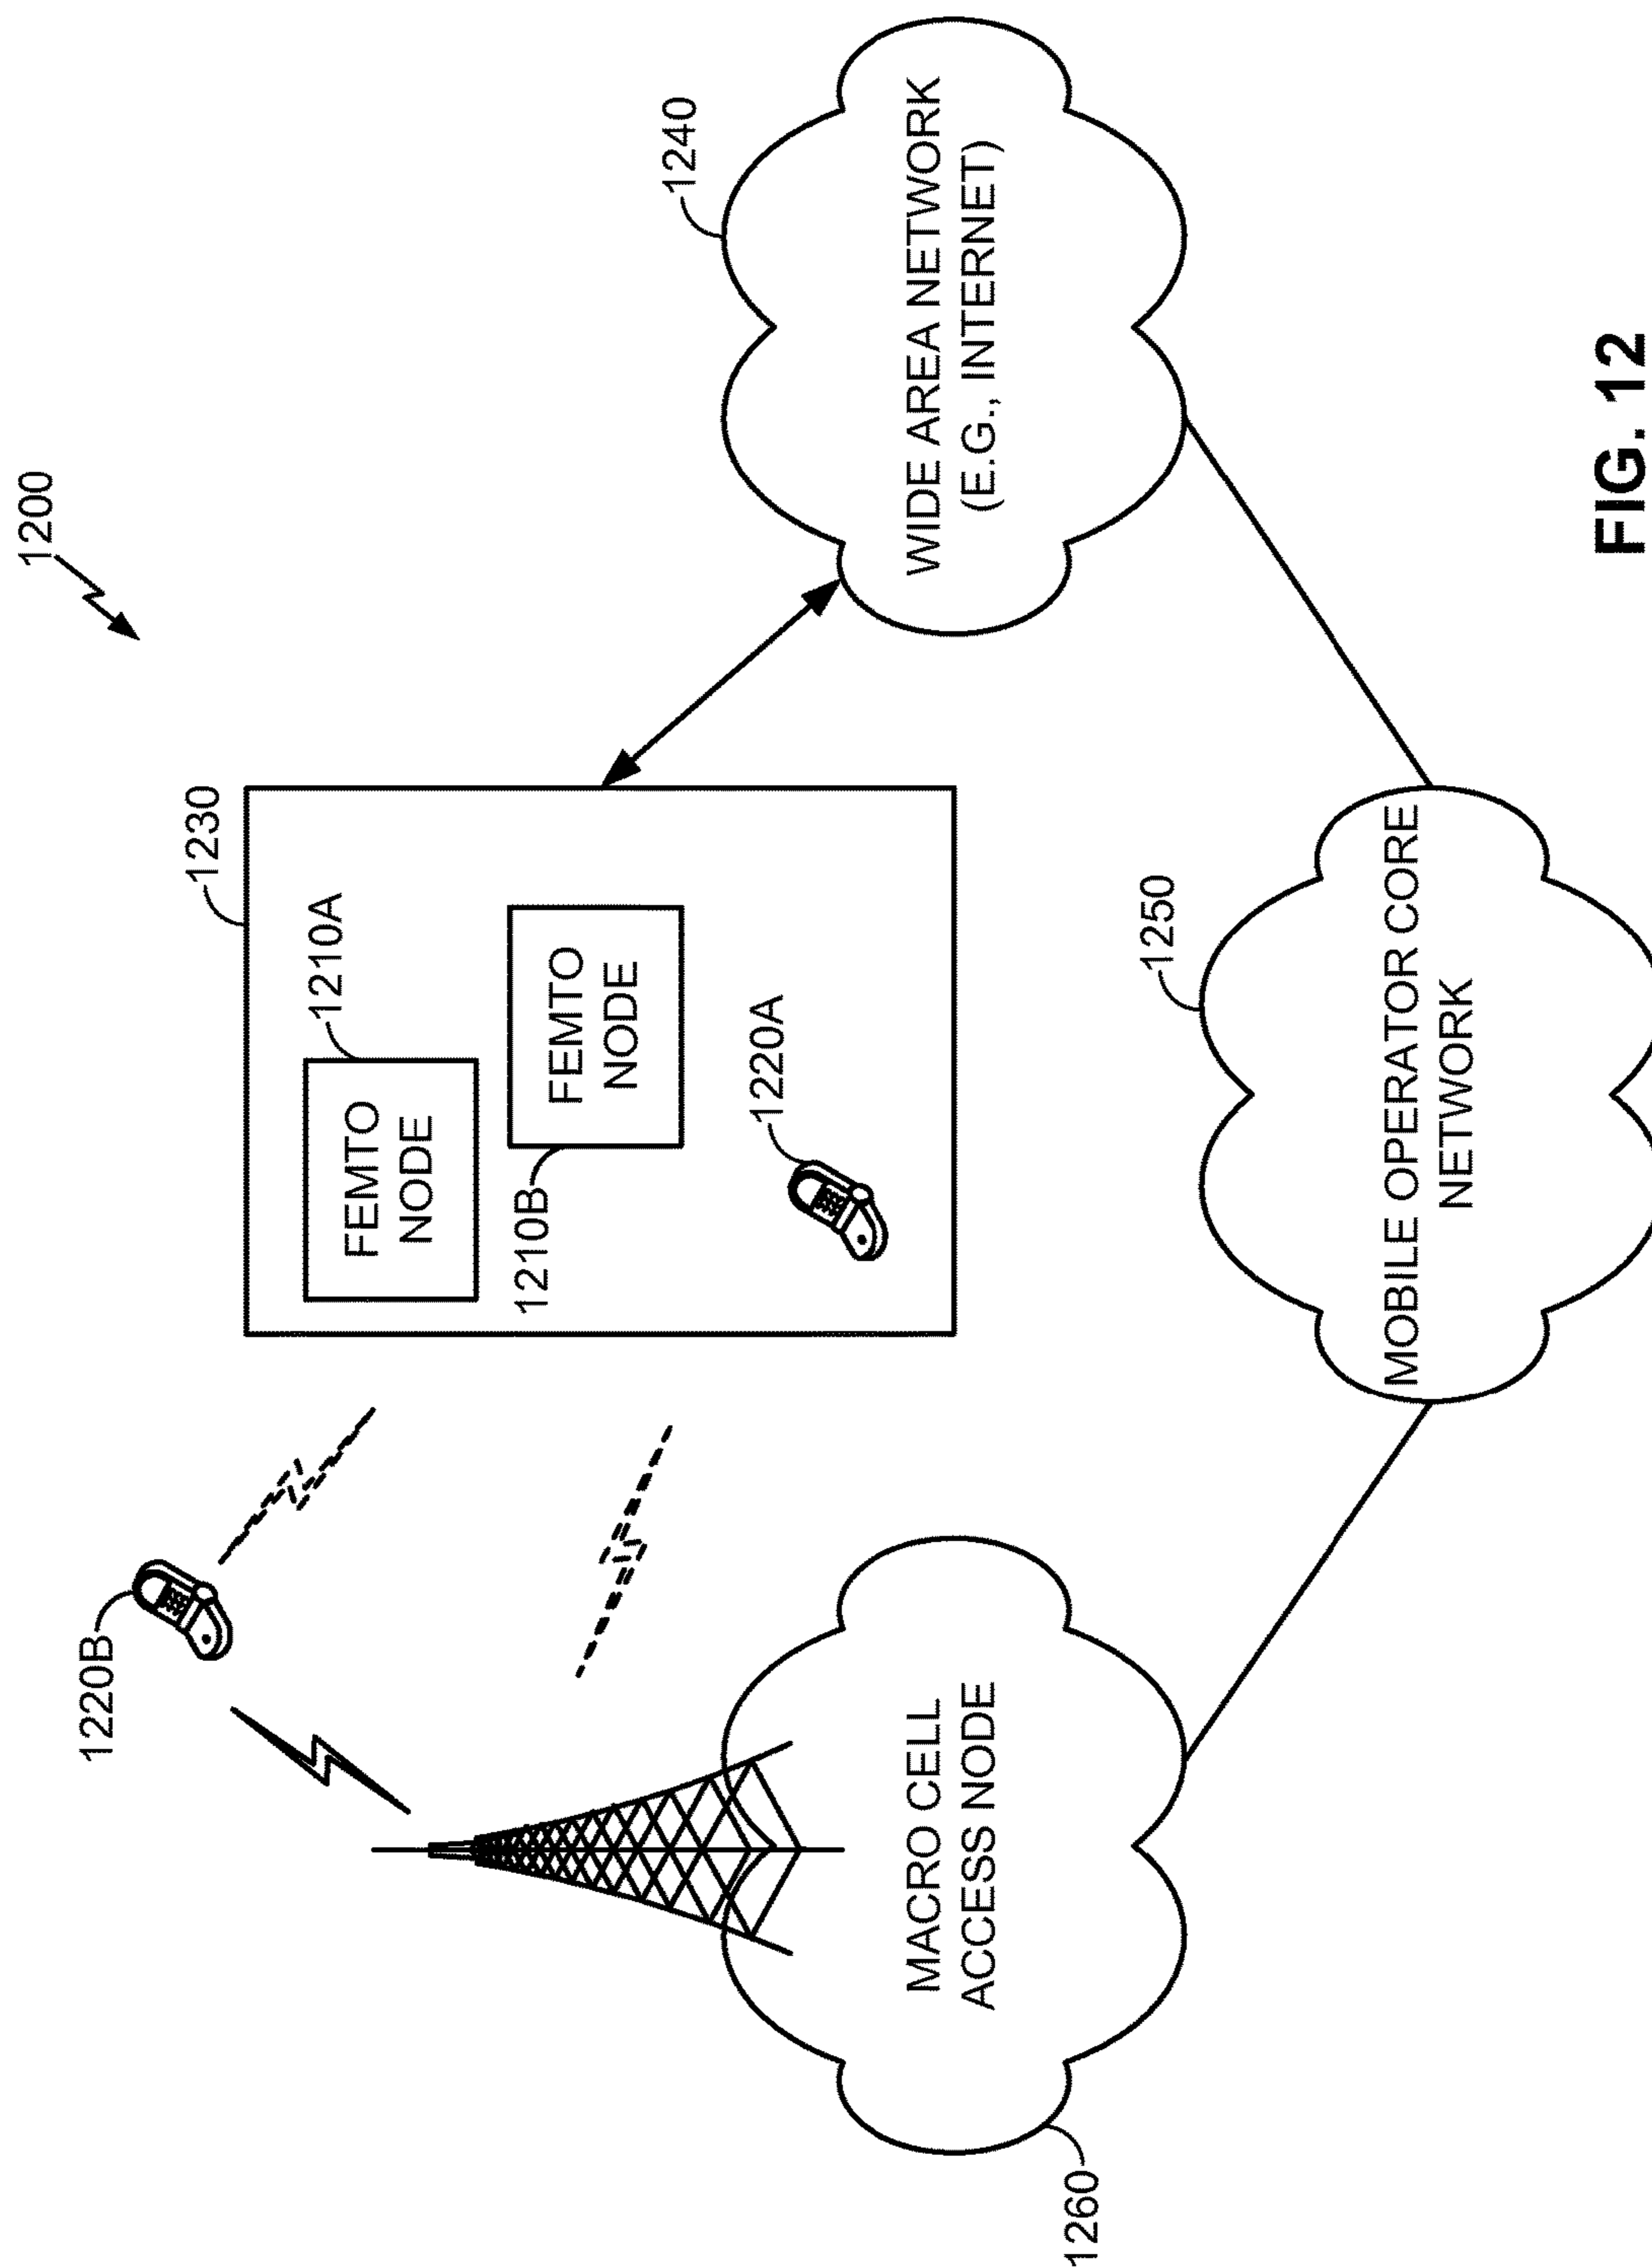 1200
1220B
1230
1210A
FEMTO
NODE
FEMTO
NODE
1210B
1220A
1240
WIDE AREA NETWORK
(E.G., INTERNET)
MACRO CELL
ACCESS NODE
1260
1250
MOBILE OPERATOR CORE
NETWORK
FIG. 12